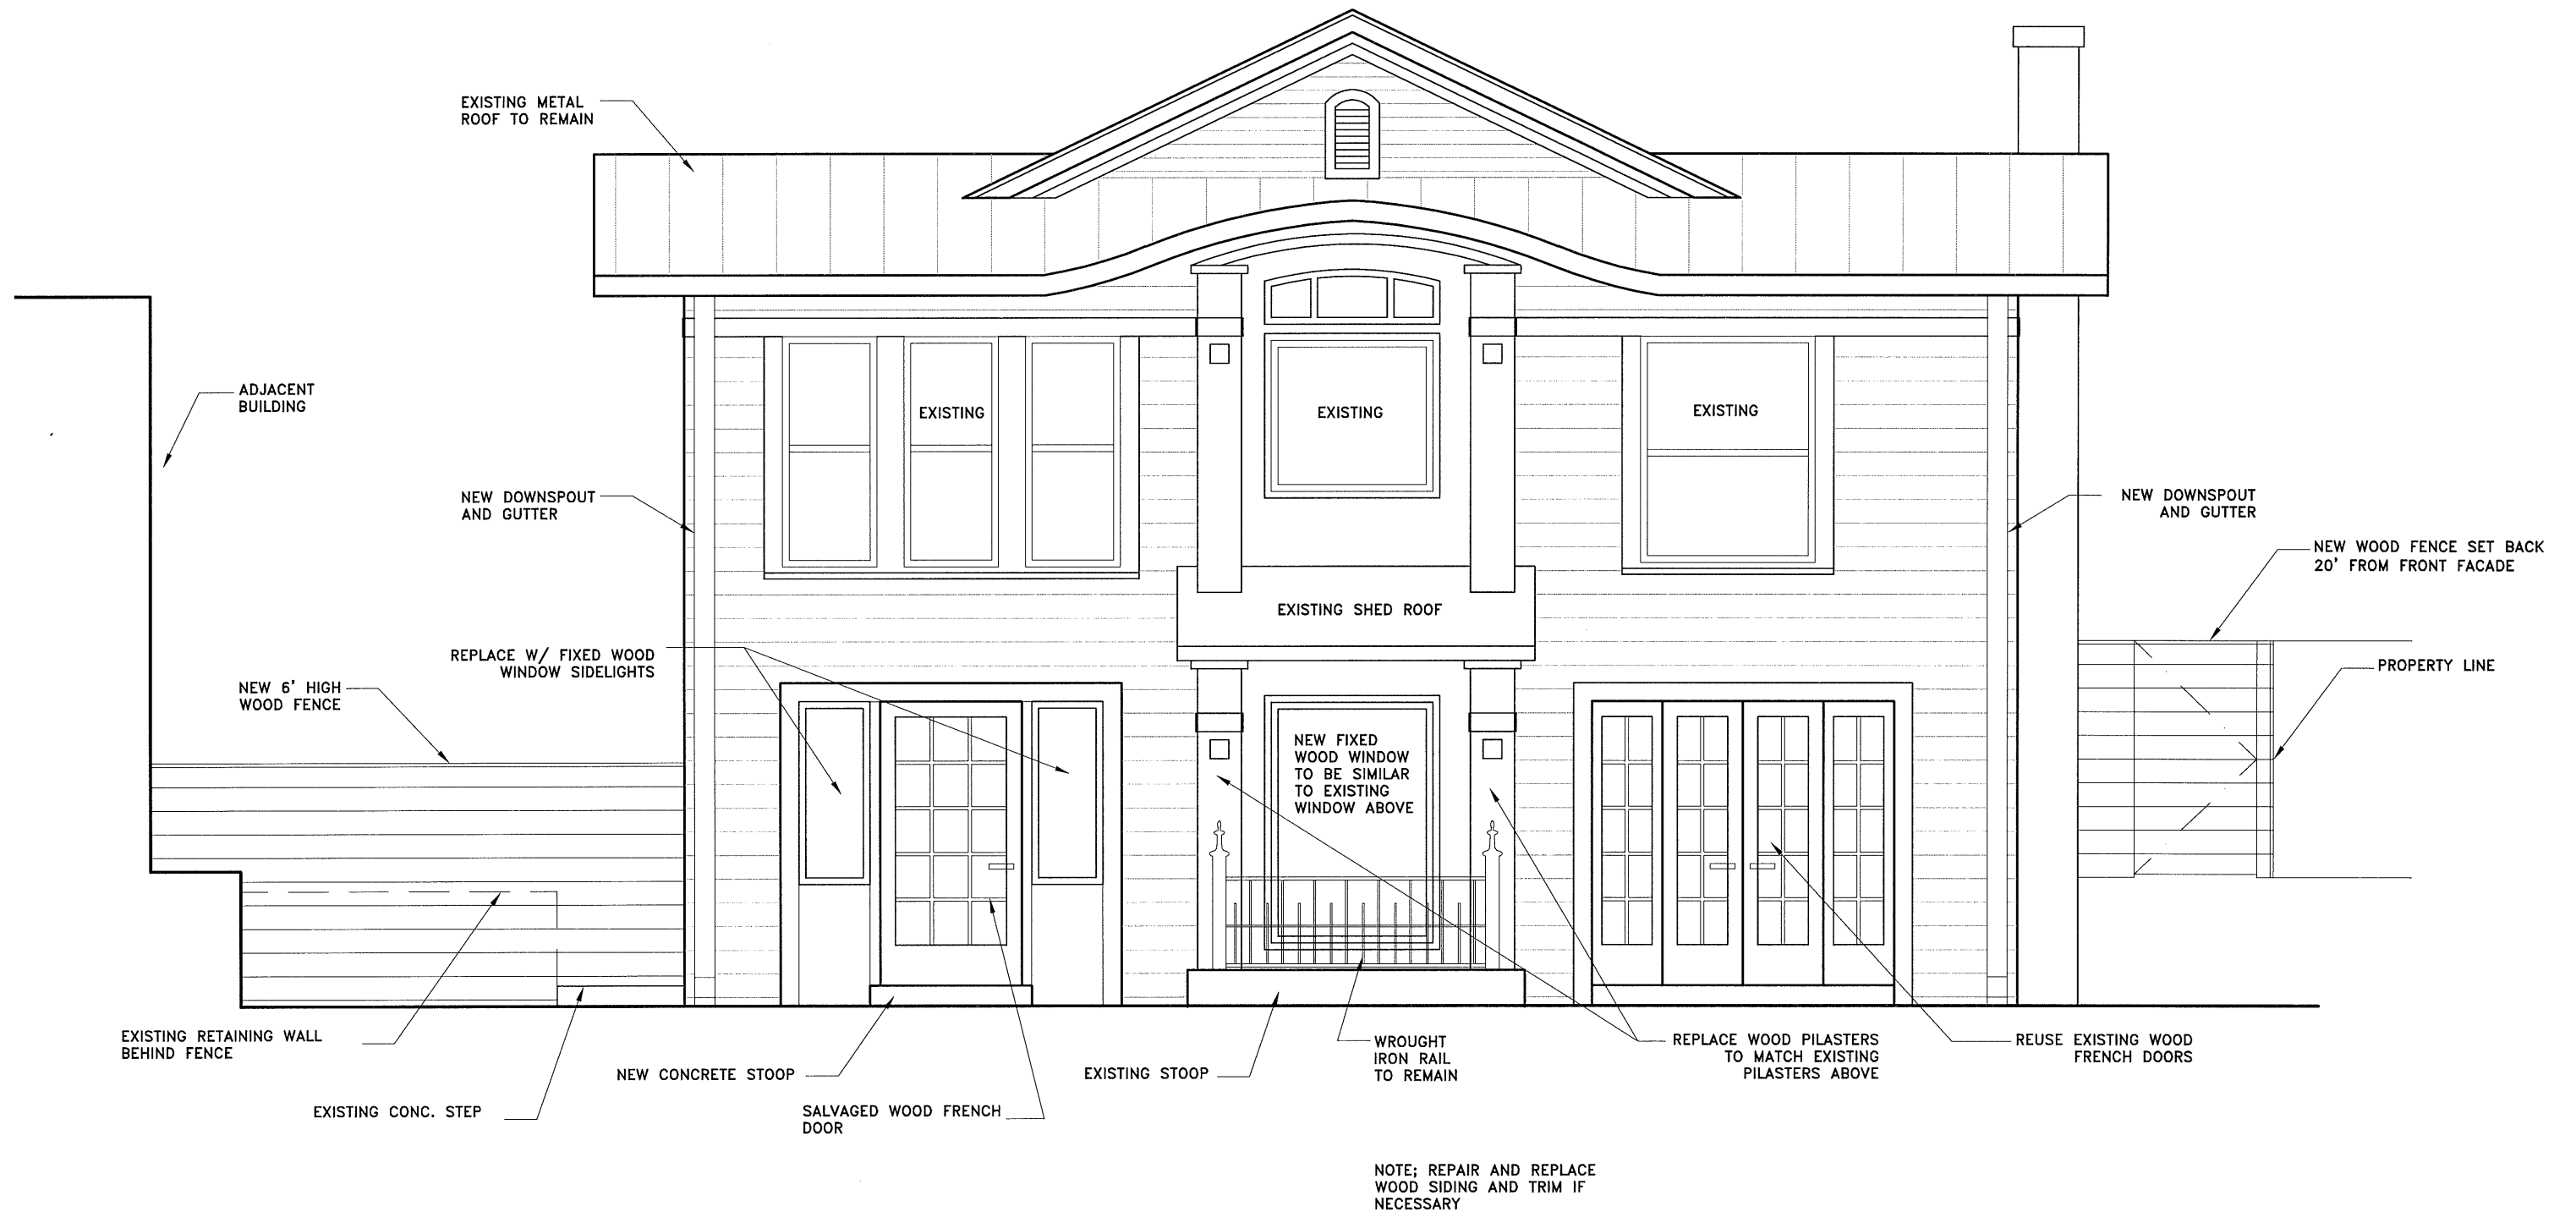 EXISTING METAL
ROOF TO REMAIN
ADJACENT
BUILDING
EXISTING
EXISTING
EXISTING
NEW DOWNSPOUT
AND GUTTER
NEW DOWNSPOUT
AND GUTTER
NEW WOOD FENCE SET BACK
20' FROM FRONT FACADE
EXISTING SHED ROOF
REPLACE W/ FIXED WOOD
WINDOW SIDELIGHTS
PROPERTY LINE
NEW 6' HIGH
WOOD FENCE
NEW FIXED
WOOD WINDOW
TO BE SIMILAR
TO EXISTING
WINDOW ABOVE
EXISTING RETAINING WALL
BEHIND FENCE
NEW CONCRETE STOOP
EXISTING STOOP
WROUGHT
IRON RAIL
TO REMAIN
REPLACE WOOD PILASTERS
TO MATCH EXISTING
PILASTERS ABOVE
REUSE EXISTING WOOD
FRENCH DOORS
EXISTING CONC. STEP
SALVAGED WOOD FRENCH
DOOR
NOTE; REPAIR AND REPLACE
WOOD SIDING AND TRIM IF
NECESSARY